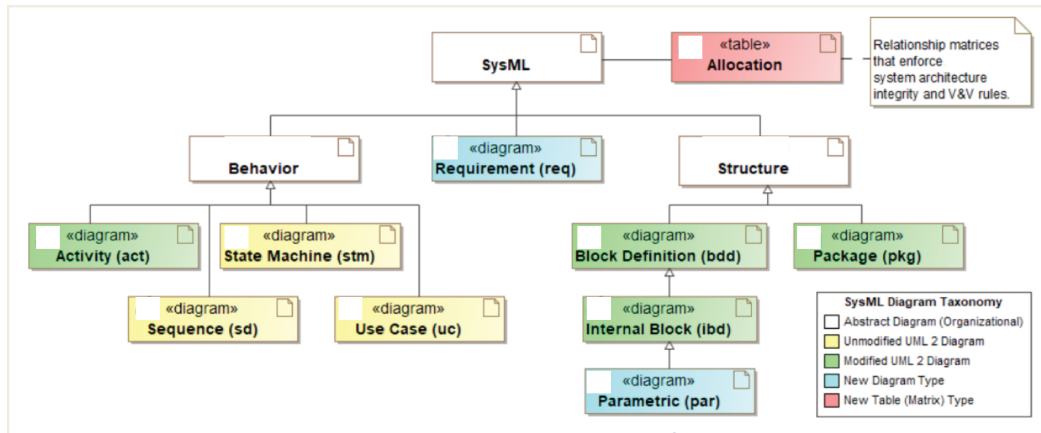 SysML
«table»
Allocation
Relationship matrices
that enforce
system architecture
integrity and V&V rules.
Behavior
«diagram»
Requirement (req)
Structure
«diagram»
Activity (act)
«diagram»
State Machine (stm)
«diagram»
Block Definition (bdd)
«diagram»
Package (pkg)
«diagram»
Sequence (sd)
«diagram»
Use Case (uc)
«diagram»
Internal Block (ibd)
«diagram»
Parametric (par)
SysML Diagram Taxonomy
Abstract Diagram (Organizational)
Unmodified UML 2 Diagram
Modified UML 2 Diagram
New Diagram Type
New Table (Matrix) Type